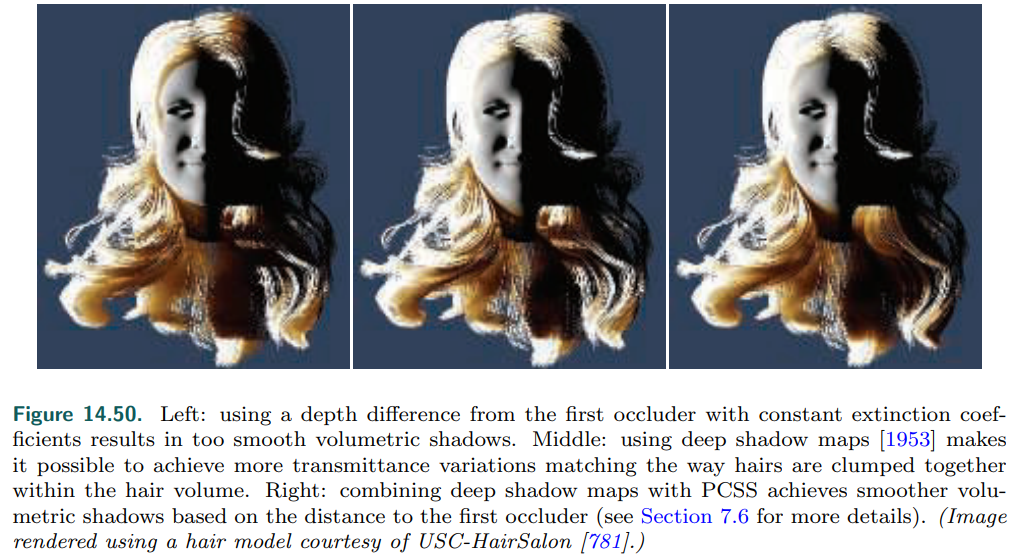 Figure 14.50. Left: using a depth difference from the first occluder with constant extinction coef-
ficients results in too smooth volumetric shadows. Middle: using deep shadow maps [1953] makes
it possible to achieve more transmittance variations matching the way hairs are clumped together
within the hair volume. Right: combining deep shadow maps with PCSS achieves smoother volu-
metric shadows based on the distance to the first occluder (see Section 7.6 for more details). (Image
rendered using a hair model courtesy of USC-HairSalon [781].)